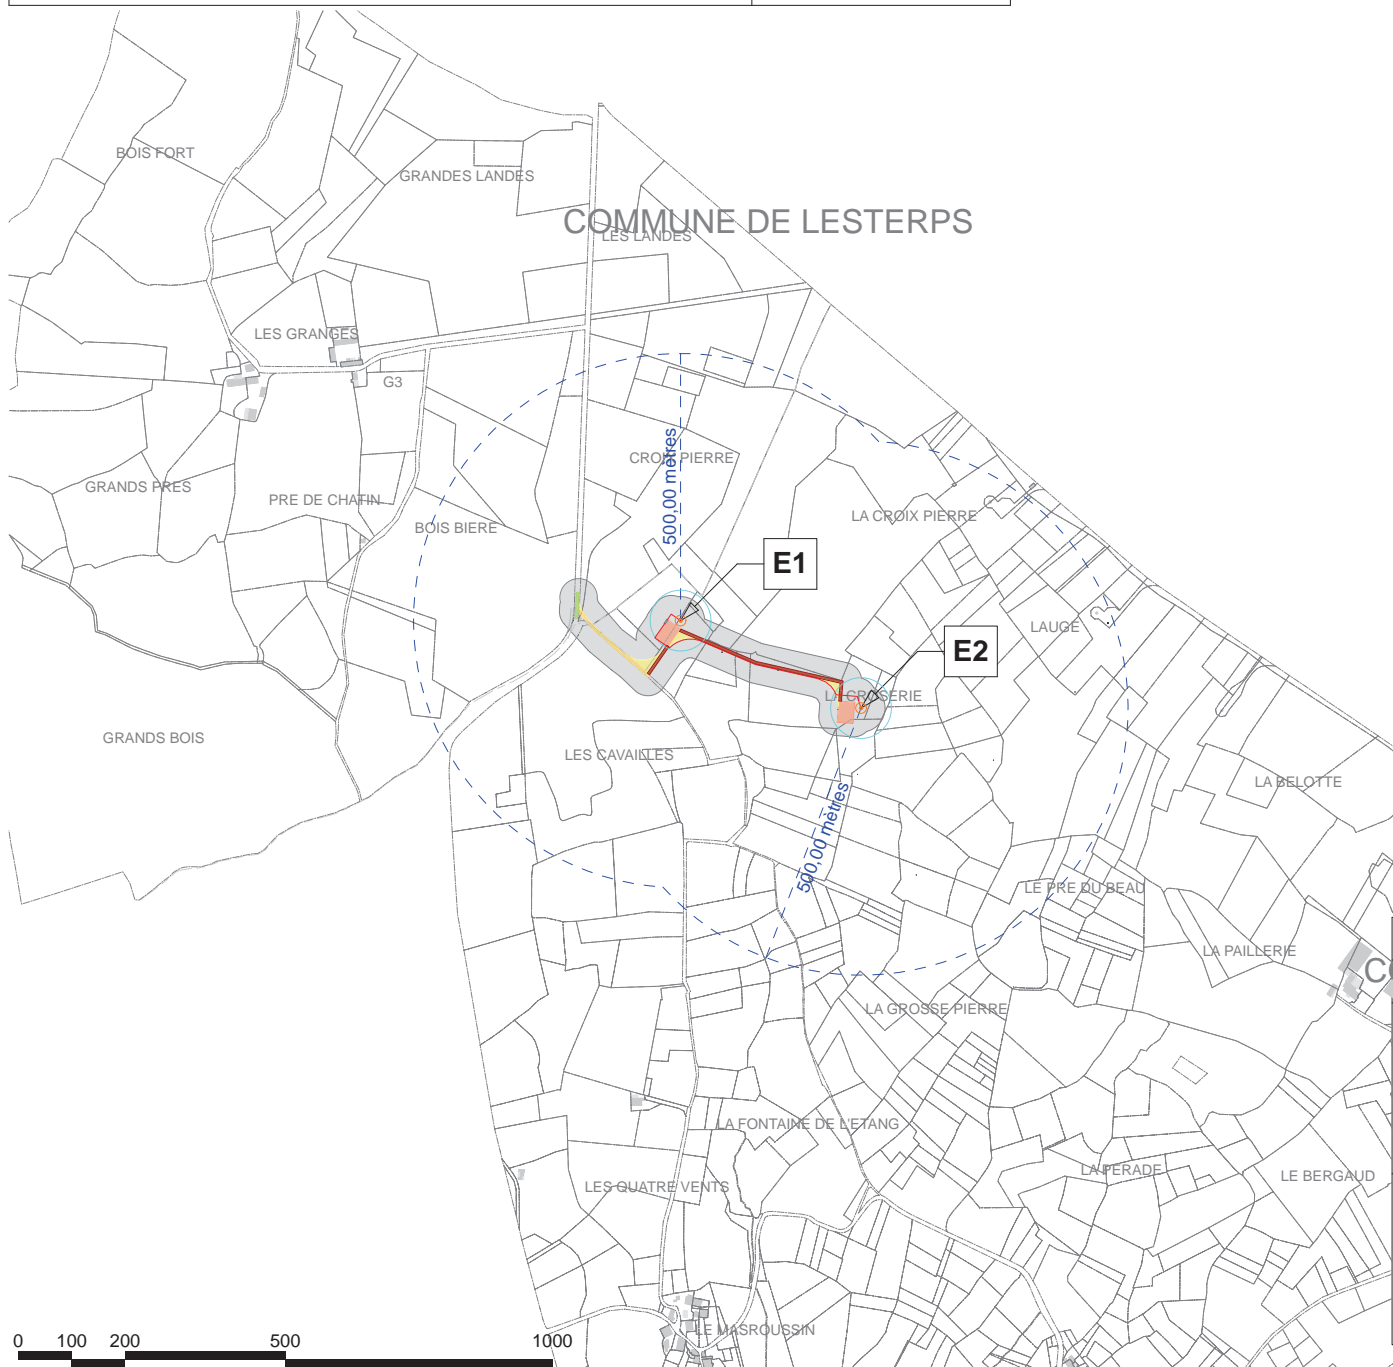 BOIS FORT
GRANDES LANDES
COMMUNE DE LESTERPS
LES LANDES
LES GRANGES
G3
CROIX PIERRE
500,00 mètres
GRANDS PRES
PRE DE CHATIN
BOIS BIERE
LA CROIX PIERRE
E1
LAUGE
E2
LA CROSERIE
GRANDS BOIS
LES CAVAILLES
LA BELOTTE
500,00 mètres
LE PRE DU BEAU
LA PAILLERIE
LA GROSSE PIERRE
LA FONTAINE DE L'ETANG
LA PERADE
LE BERGAUD
LES QUATRE VENTS
LE MASROUSSIN
0 100 200 500 1000